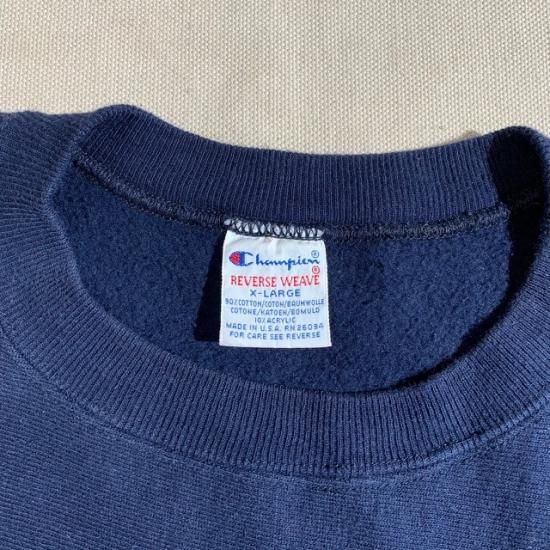 Champion®
REVERSE WEAVE®
X-LARGE
90% COTTON/COTON/BAUMWOLLE
COTONE/KATOEN/BOMULD
10% ACRYLIC
MADE IN U.S.A. RN 26094
FOR CARE SEE REVERSE